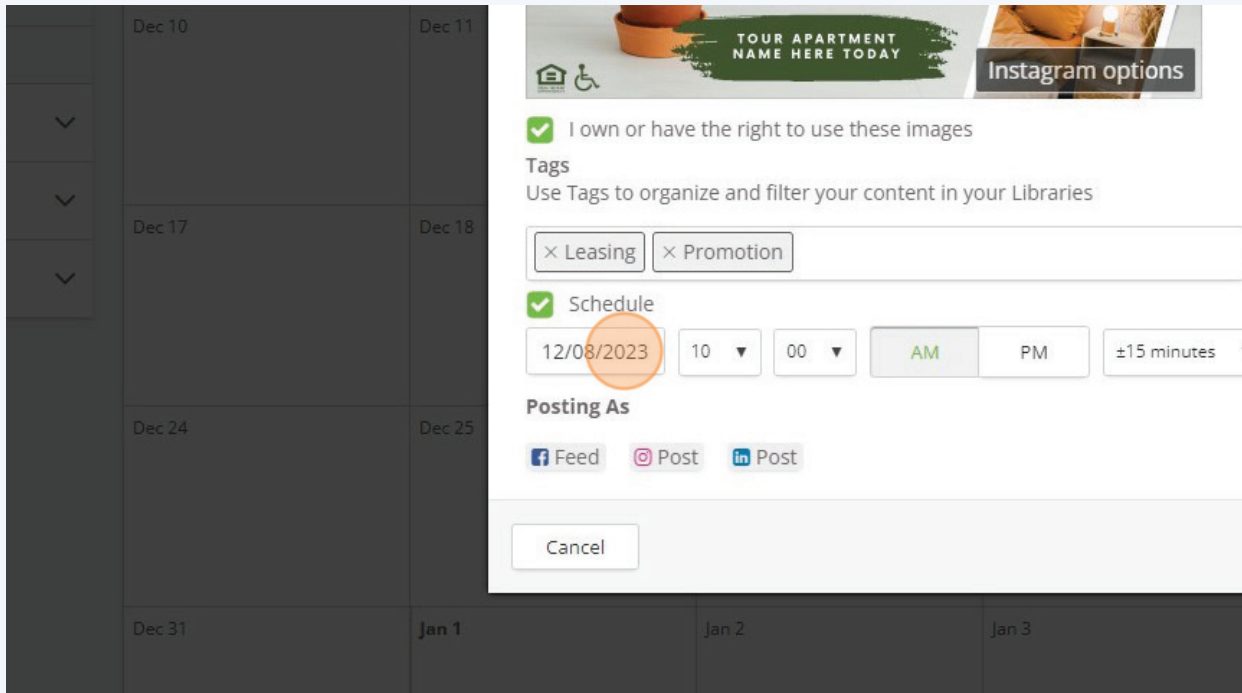 Dec 10
Dec 11
TOUR APARTMENT
NAME HERE TODAY
Instagram options
I own or have the right to use these images
Tags
Use Tags to organize and filter your content in your Libraries
Dec 17
Dec 18
× Leasing × Promotion
Schedule
12/08/2023 10 00 AM PM ±15 minutes
Posting As
Dec 24
Dec 25
Feed Post in Post
Cancel
Dec 31 Jan 1 Jan 2 Jan 3